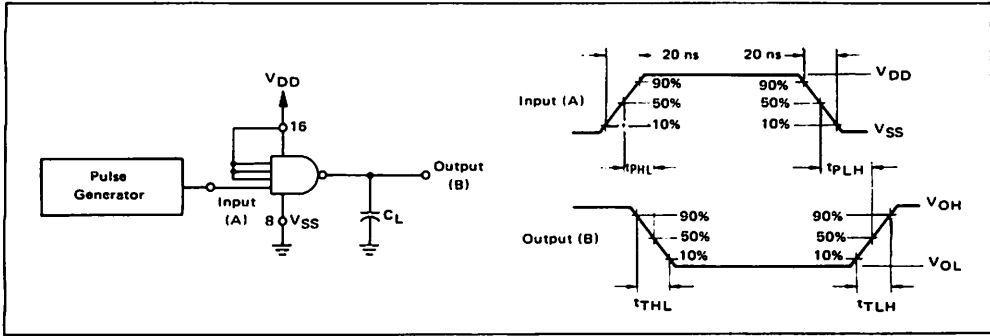 VDD
16
Pulse
Generator
Input
(A)
8
VSS
CL
Output
(B)
20 ns
20 ns
VDD
90%
90%
Input (A)
50%
50%
10%
10%
VSS
tPHL
tPLH
VOH
90%
90%
Output (B)
50%
50%
10%
10%
VOL
tTHL
tTLH